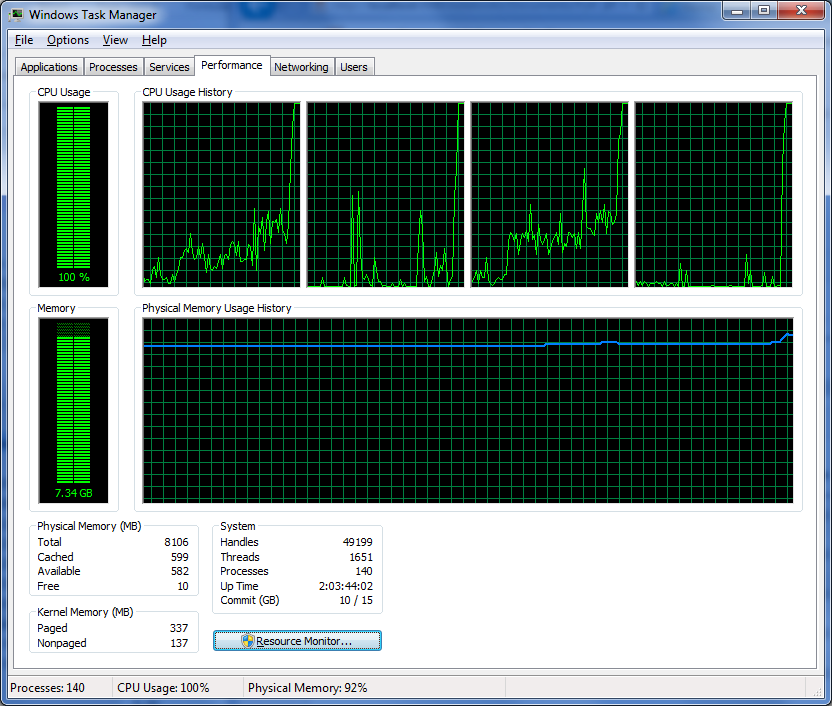 Windows Task Manager
File Options View Help
Applications Processes Services Performance Networking Users
CPU Usage
CPU Usage History
100 %
Memory
Physical Memory Usage History
7.34 GB
Physical Memory (MB)
Total 8106
Cached 599
Available 582
Free 10
Kernel Memory (MB)
Paged 337
Nonpaged 137
System
Handles 49199
Threads 1651
Processes 140
Up Time 2:03:44:02
Commit (GB) 10 / 15
Resource Monitor...
Processes: 140 CPU Usage: 100% Physical Memory: 92%